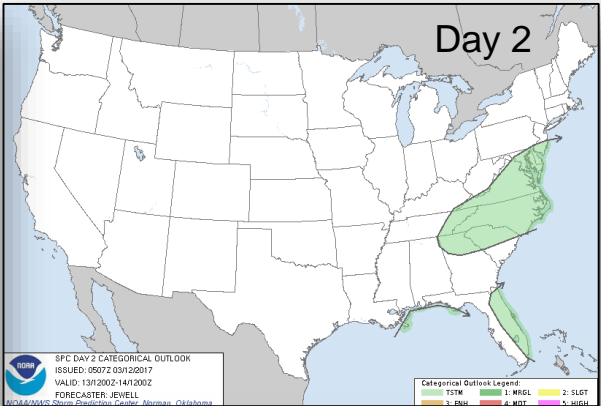 Day 2
NOAA
SPC DAY 2 CATEGORICAL OUTLOOK
ISSUED: 0507Z 03/12/2017
VALID: 13/1200Z-14/1200Z
FORECASTER: JEWELL
NOAA/NWS Storm Prediction Center, Norman, Oklahoma
Categorical Outlook Legend:
TSTM 1: MRGL 2: SLGT
3: ENH 4: MDT 5: HIGH